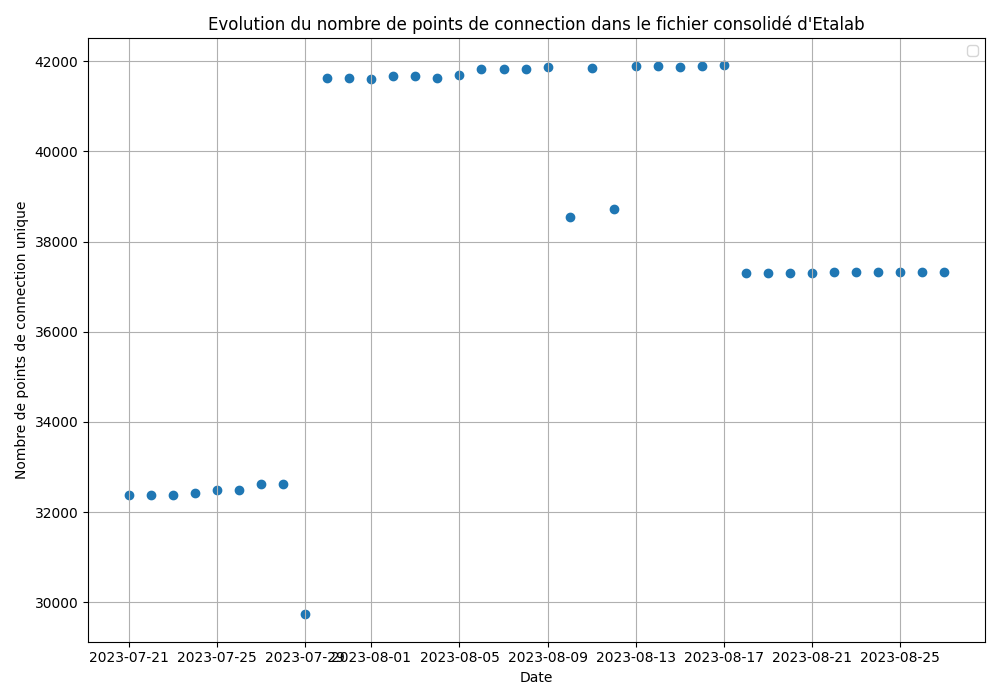 Evolution du nombre de points de connection dans le fichier consolidé d'Etalab
Nombre de points de connection unique
42000
40000
38000
36000
34000
32000
30000
2023-07-21 2023-07-25 2023-07-29 2023-08-01 2023-08-05 2023-08-09 2023-08-13 2023-08-17 2023-08-21 2023-08-25
Date